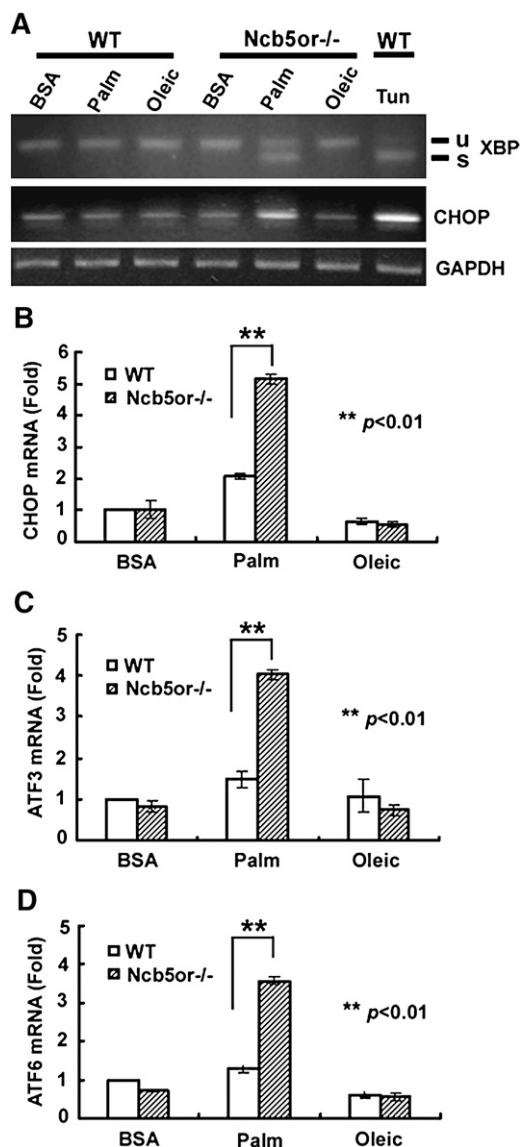 A
WT Ncb5or-/- WT
BSA Palm Oleic BSA Palm Oleic Tun
u
s
XBP
CHOP
GAPDH
B
**
6
5
4
3
2
1
0
CHOP mRNA (Fold)
WT
Ncb5or-/-
** p<0.01
BSA Palm Oleic
C
**
5
4
3
2
1
0
ATF3 mRNA (Fold)
WT
Ncb5or-/-
** p<0.01
BSA Palm Oleic
D
**
5
4
3
2
1
0
ATF6 mRNA (Fold)
WT
Ncb5or-/-
** p<0.01
BSA Palm Oleic